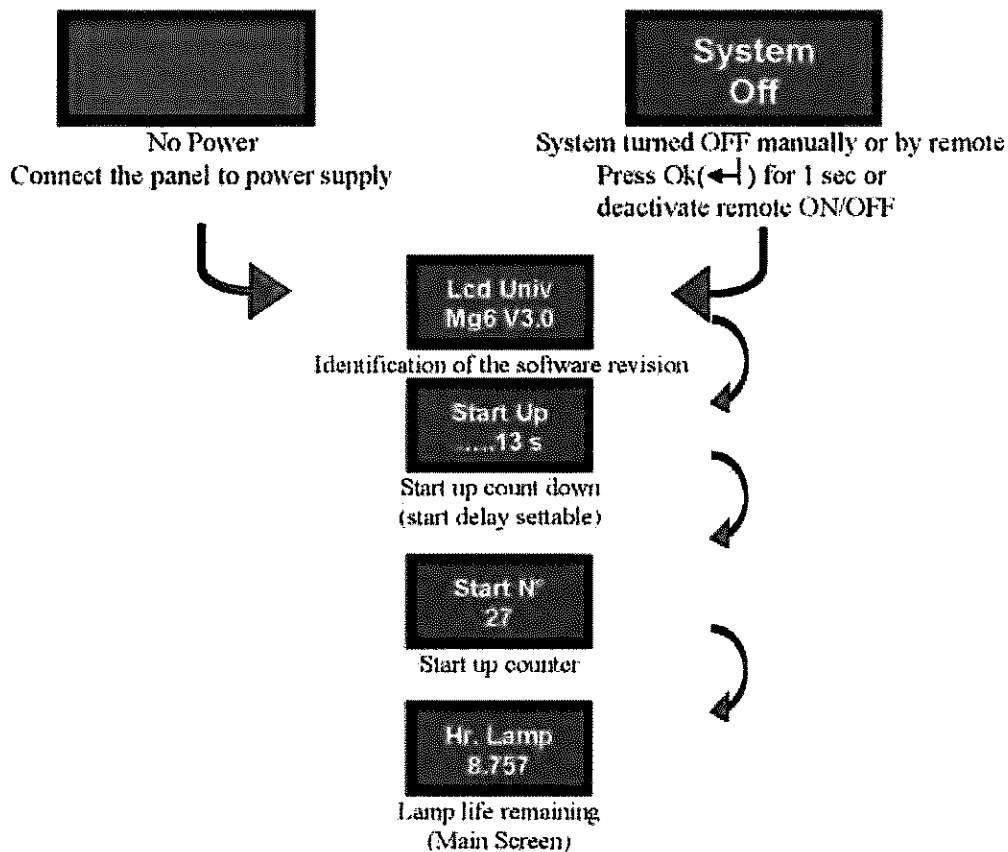 System
Off
No Power
Connect the panel to power supply
System turned OFF manually or by remote
Press Ok(↵) for 1 sec or
deactivate remote ON/OFF
Lcd Univ
Mg6 V3.0
Identification of the software revision
Start Up
.....13 s
Start up count down
(start delay settable)
Start N°
27
Start up counter
Hr. Lamp
8.757
Lamp life remaining
(Main Screen)